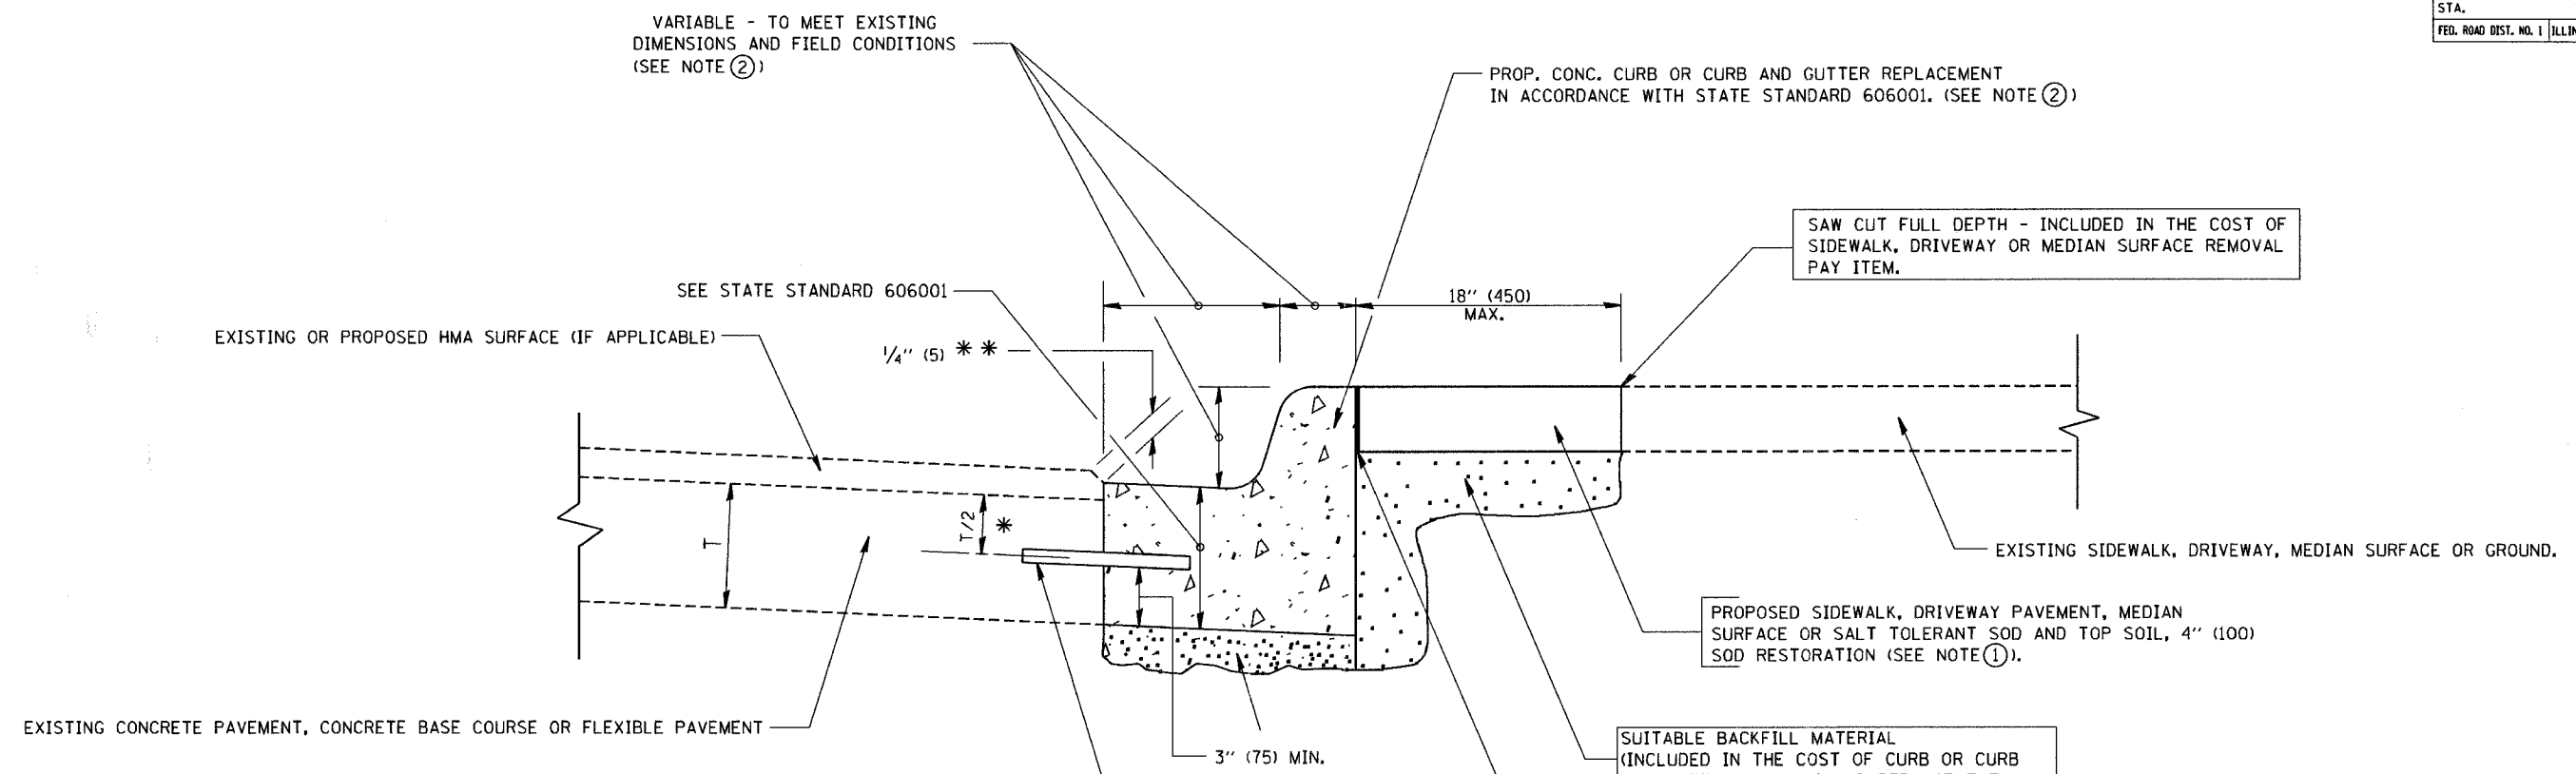 STA.
FED. ROAD DIST. NO. 1
VARIABLE - TO MEET EXISTING
DIMENSIONS AND FIELD CONDITIONS
(SEE NOTE ②)
PROP. CONC. CURB OR CURB AND GUTTER REPLACEMENT
IN ACCORDANCE WITH STATE STANDARD 606001. (SEE NOTE ②)
SAW CUT FULL DEPTH - INCLUDED IN THE COST OF
SIDEWALK, DRIVEWAY OR MEDIAN SURFACE REMOVAL
PAY ITEM.
SEE STATE STANDARD 606001
18" (450)
MAX.
EXISTING OR PROPOSED HMA SURFACE (IF APPLICABLE)
1/4" (5) * *
T
T/2
*
EXISTING SIDEWALK, DRIVEWAY, MEDIAN SURFACE OR GROUND.
PROPOSED SIDEWALK, DRIVEWAY PAVEMENT, MEDIAN
SURFACE OR SALT TOLERANT SOD AND TOP SOIL, 4" (100)
SOD RESTORATION (SEE NOTE ①).
EXISTING CONCRETE PAVEMENT, CONCRETE BASE COURSE OR FLEXIBLE PAVEMENT
3" (75) MIN.
SUITABLE BACKFILL MATERIAL
(INCLUDED IN THE COST OF CURB OR CURB